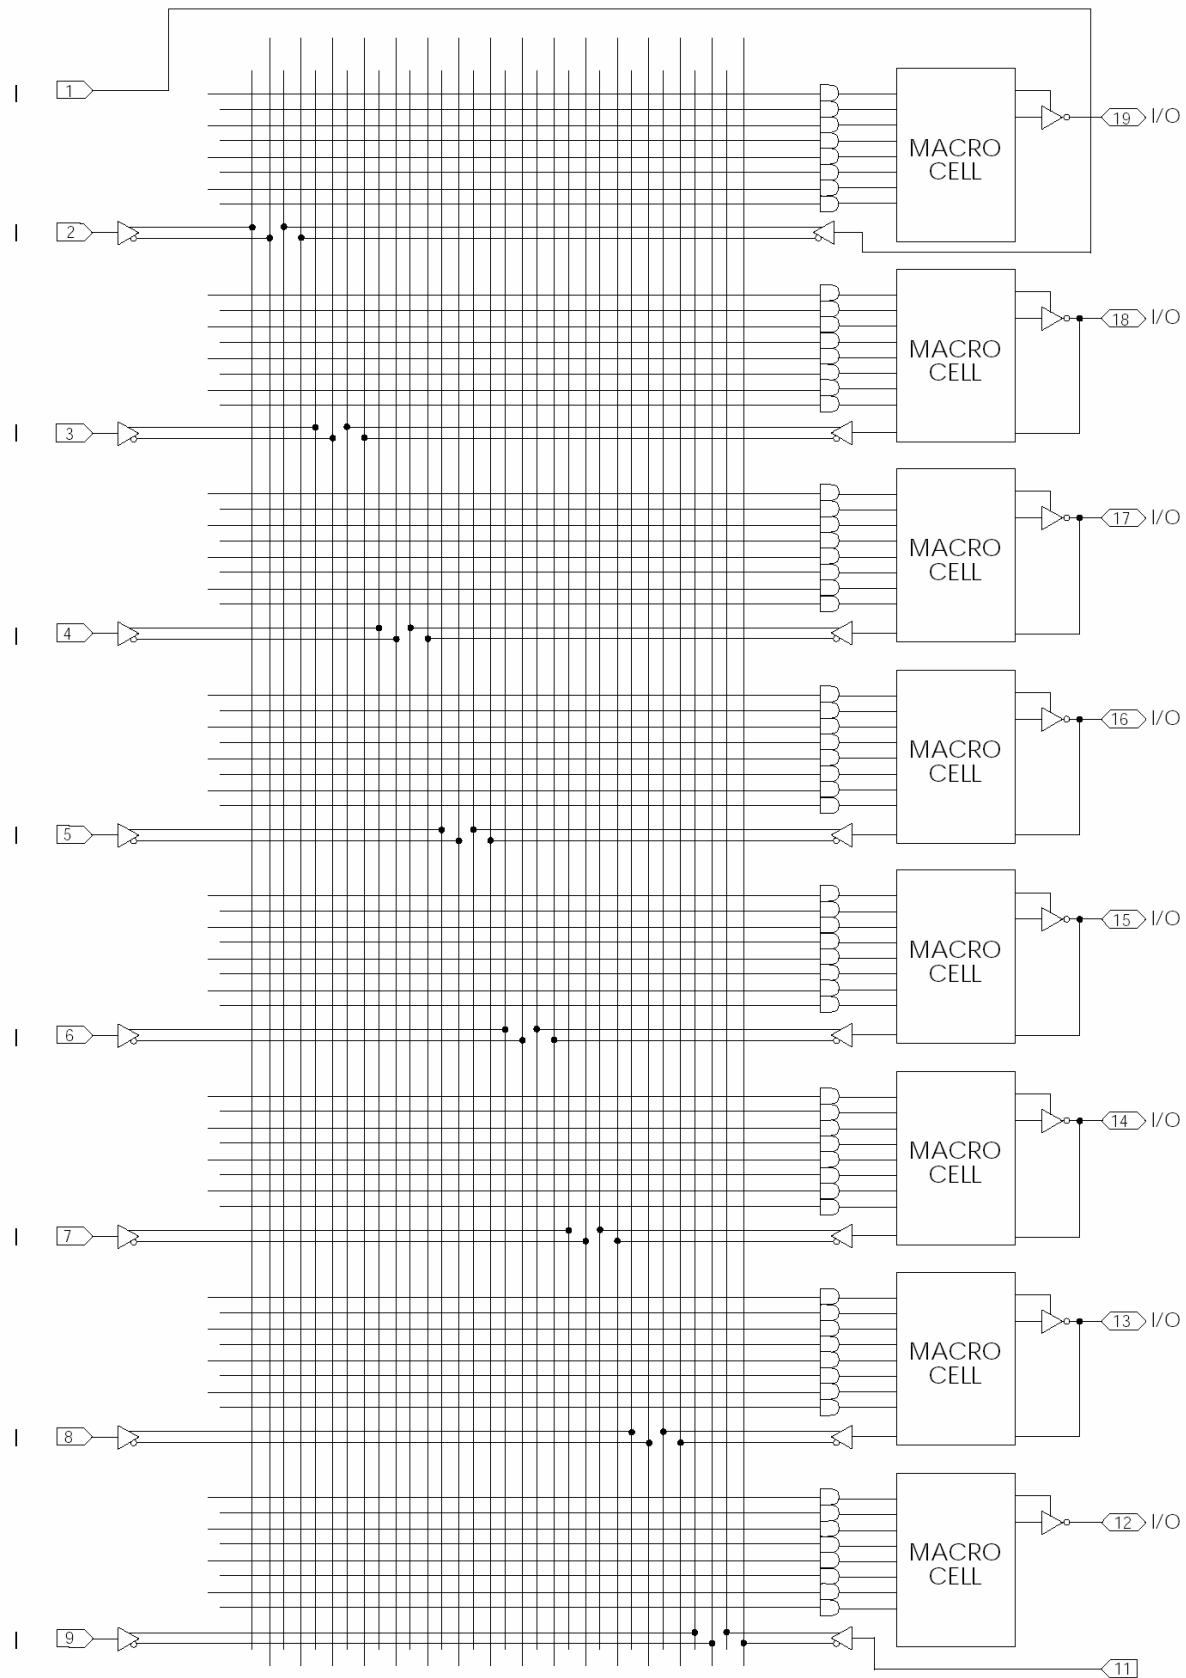 I 1
19 I/O
MACRO
CELL
I 2
18 I/O
MACRO
CELL
I 3
17 I/O
MACRO
CELL
I 4
16 I/O
MACRO
CELL
I 5
15 I/O
MACRO
CELL
I 6
14 I/O
MACRO
CELL
I 7
13 I/O
MACRO
CELL
I 8
12 I/O
MACRO
CELL
I 9
11